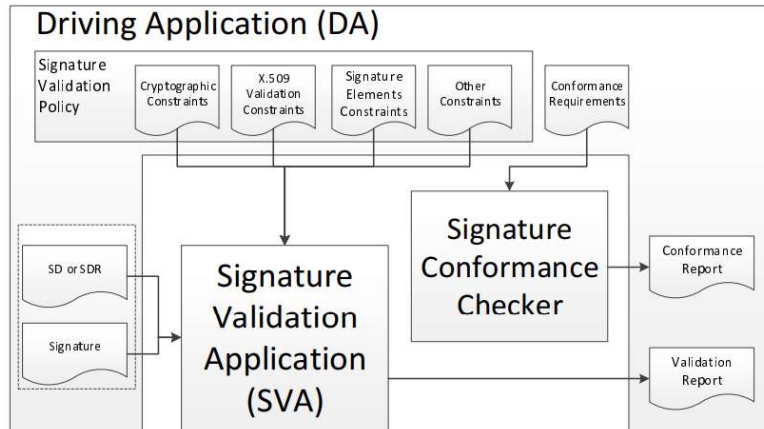 Driving Application (DA)
Signature
Validation
Policy
Cryptographic
Constraints
X.509
Validation
Constraints
Signature
Elements
Constraints
Other
Constraints
Conformance
Requirements
SD or SDR
Signature
Signature
Validation
Application
(SVA)
Signature
Conformance
Checker
Conformance
Report
Validation
Report